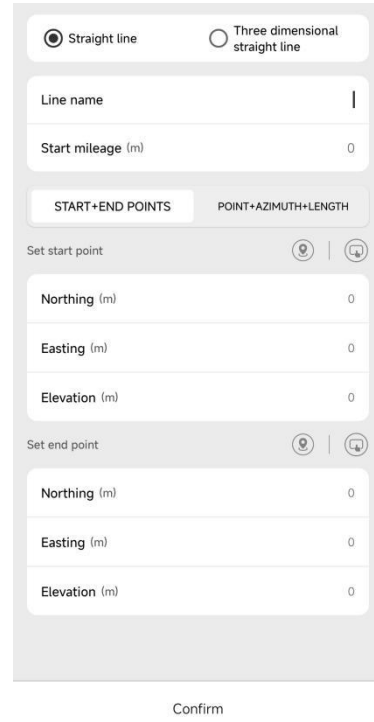 Straight line
Three dimensional
straight line
Line name
Start mileage (m) 0
START+END POINTS POINT+AZIMUTH+LENGTH
Set start point
Northing (m) 0
Easting (m) 0
Elevation (m) 0
Set end point
Northing (m) 0
Easting (m) 0
Elevation (m) 0
Confirm